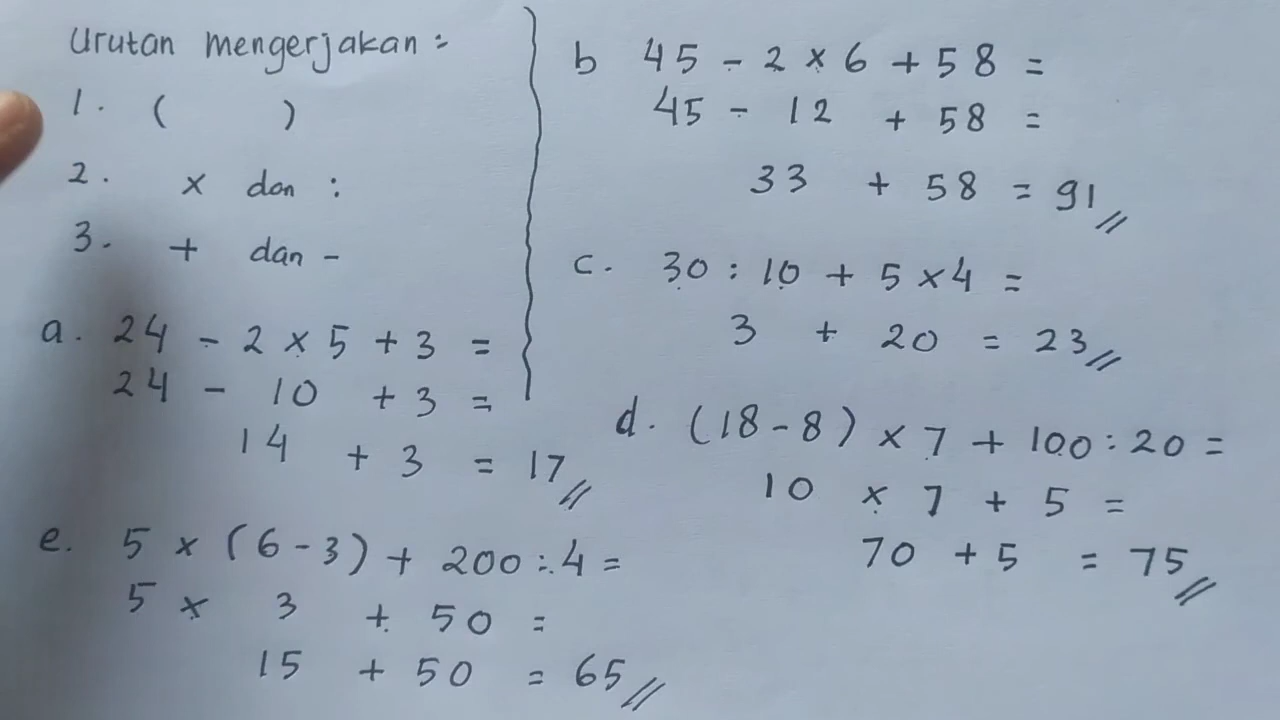 Urutan mengerjakan :
1. ( )
2. x dan :
3. + dan -
a. 24 - 2 x 5 + 3 =
24 - 10 + 3 =
14 + 3 = 17//
e. 5 x (6 - 3) + 200 : 4 =
5 x 3 + 50 =
15 + 50 = 65//
b 45 - 2 x 6 + 58 =
45 - 12 + 58 =
33 + 58 = 91//
c. 30 : 10 + 5 x 4 =
3 + 20 = 23//
d. (18 - 8) x 7 + 100 : 20 =
10 x 7 + 5 =
70 + 5 = 75//